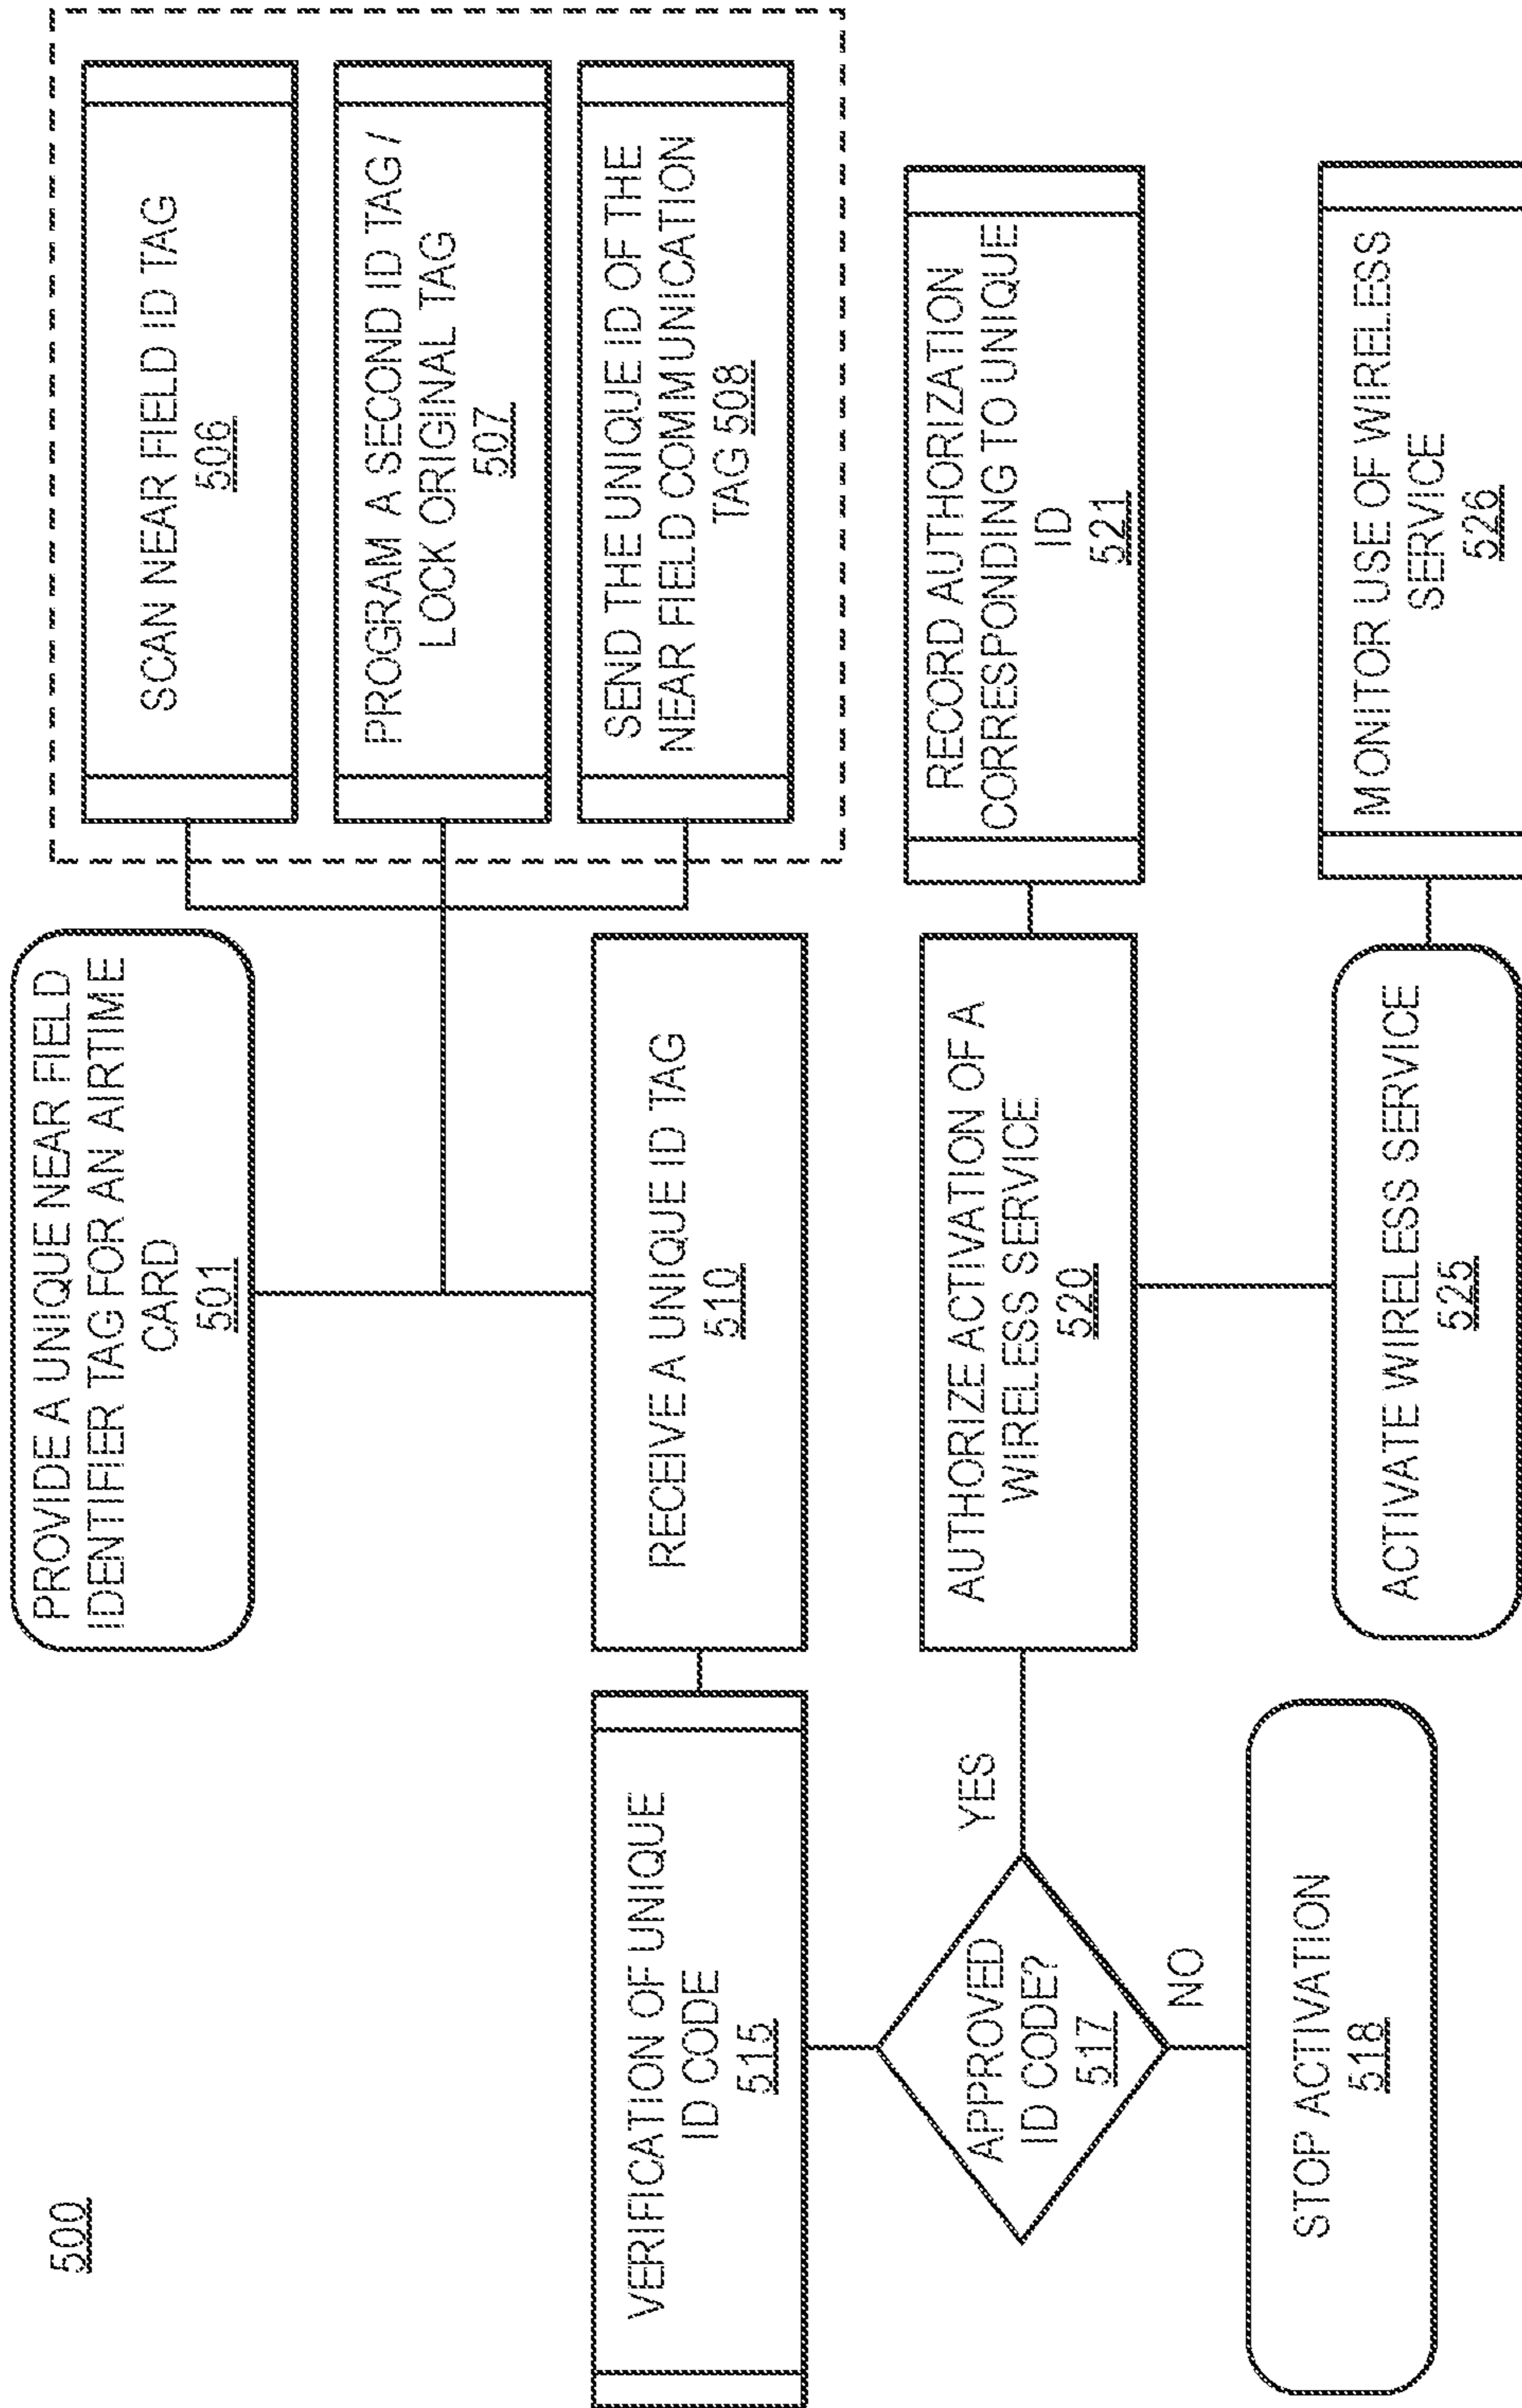 500
PROVIDE A UNIQUE NEAR FIELD
IDENTIFIER TAG FOR AN AIRTIME
CARD
501
SCAN NEAR FIELD ID TAG
506
PROGRAM A SECOND ID TAG /
LOCK ORIGINAL TAG
507
SEND THE UNIQUE ID OF THE
NEAR FIELD COMMUNICATION
TAG 508
RECEIVE A UNIQUE ID TAG
510
VERIFICATION OF UNIQUE
ID CODE
515
APPROVED
ID CODE?
517
YES
NO
STOP ACTIVATION
518
AUTHORIZE ACTIVATION OF A
WIRELESS SERVICE
520
RECORD AUTHORIZATION
CORRESPONDING TO UNIQUE
ID
521
ACTIVATE WIRELESS SERVICE
525
MONITOR USE OF WIRELESS
SERVICE
526